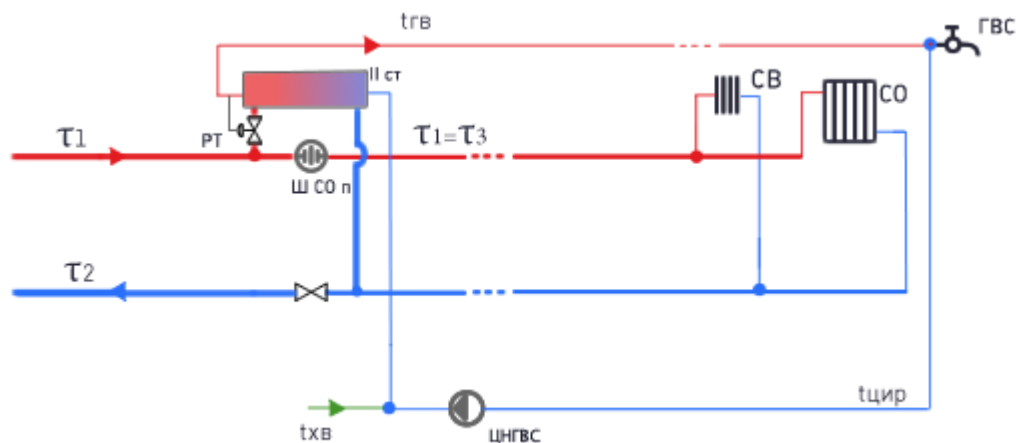 tгв
ГВС
II ст
СВ
СО
РТ
τ1
τ1=τ3
Ш СО п
τ2
tцир
tхв
ЦНГВС